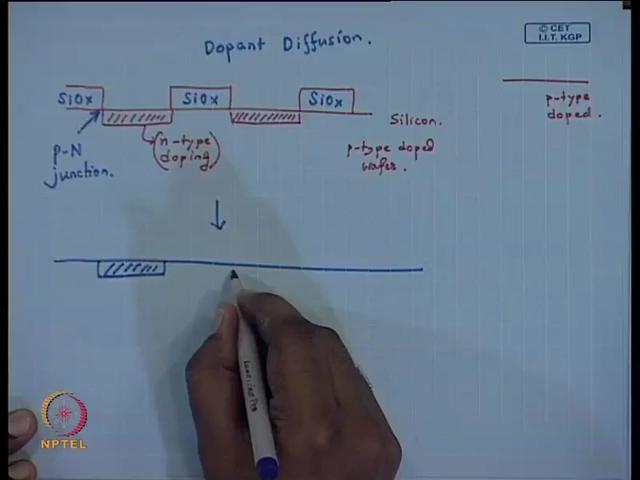 Dopant Diffusion.
© CET
I.I.T. KGP
SiOx
SiOx
SiOx
Silicon.
p-type doped
wafer.
p-type
doped.
(n-type
doping)
P-N
junction.
NPTEL